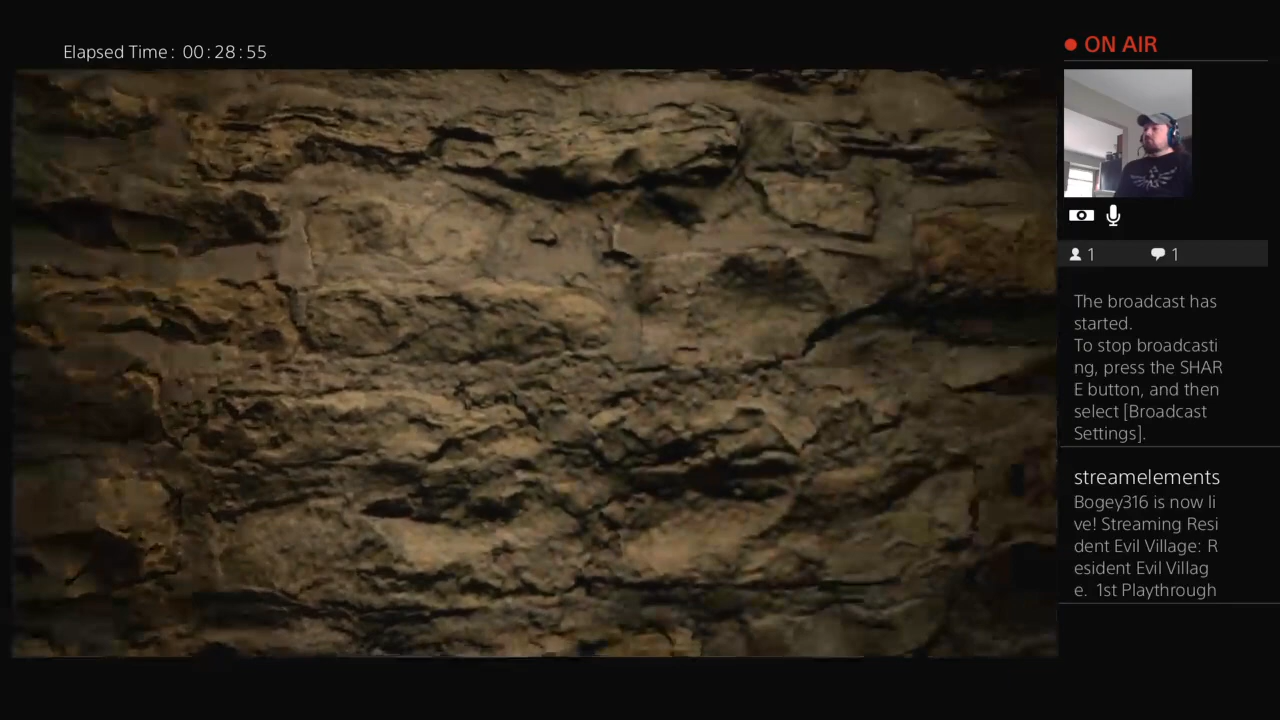 Elapsed Time: 00:28:55
ON AIR
1
1
The broadcast has
started.
To stop broadcasti
ng, press the SHAR
E button, and then
select [Broadcast
Settings].
streamelements
Bogey316 is now li
ve! Streaming Resi
dent Evil Village: R
esident Evil Villag
e. 1st Playthrough